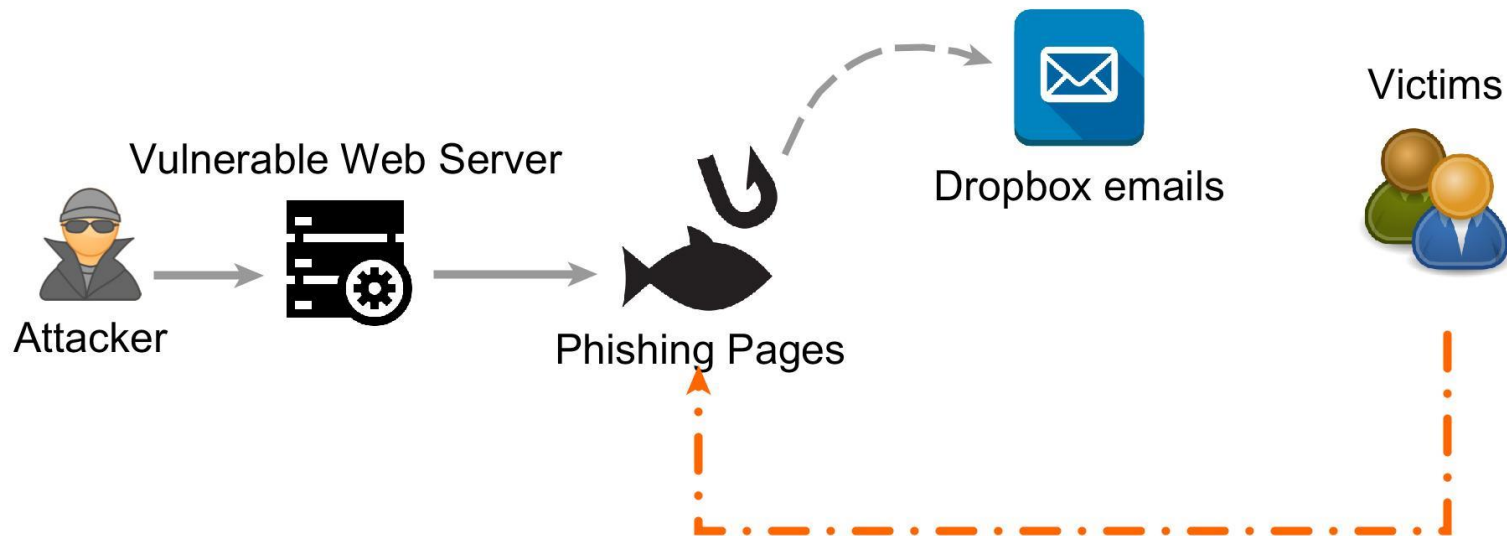 Victims
Vulnerable Web Server
Dropbox emails
Attacker
Phishing Pages